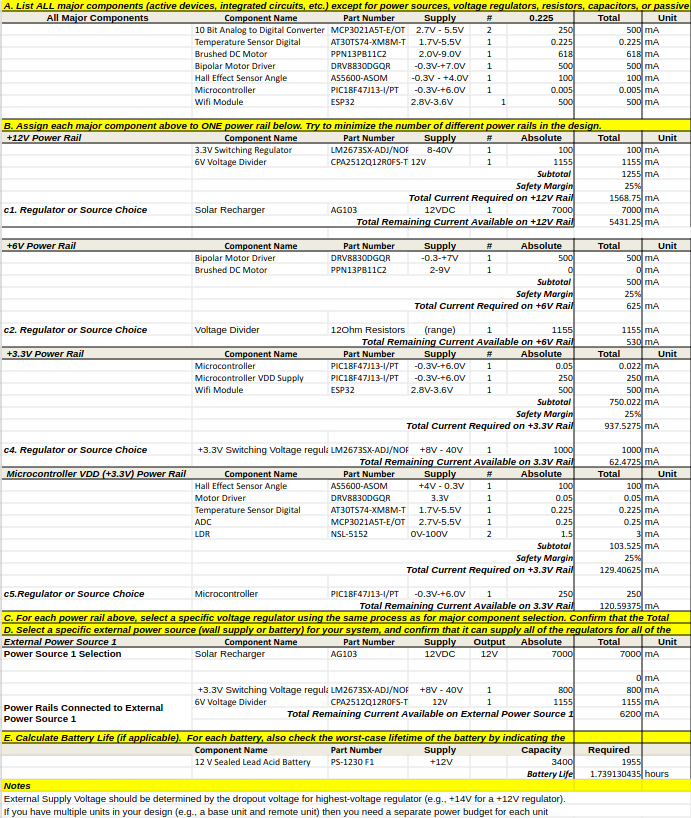 A. List ALL major components (active devices, integrated circuits, etc.) except for power sources, voltage regulators, resistors, capacitors, or passive
All Major Components Component Name Part Number Supply # 0.225 Total Unit
10 Bit Analog to Digital Converter MCP3021A5T-E/OT 2.7V - 5.5V 2 250 500 mA
Temperature Sensor Digital AT30TS74-XM8M-T 1.7V-5.5V 1 0.225 0.225 mA
Brushed DC Motor PPN13PB11C2 2.0V-9.0V 1 618 618 mA
Bipolar Motor Driver DRV8830DGQR -0.3V-+7.0V 1 500 500 mA
Hall Effect Sensor Angle AS5600-ASOM -0.3V - +4.0V 1 100 100 mA
Microcontroller PIC18F47J13-I/PT -0.3V-+6.0V 1 0.005 0.005 mA
Wifi Module ESP32 2.8V-3.6V 1 500 500 mA
B. Assign each major component above to ONE power rail below. Try to minimize the number of different power rails in the design.
+12V Power Rail Component Name Part Number Supply # Absolute Total Unit
3.3V Switching Regulator LM2673SX-ADJ/NOP 8-40V 1 100 100 mA
6V Voltage Divider CPA2512Q12R0FS-T 12V 1 1155 1155 mA
Subtotal 1255 mA
Safety Margin 25%
Total Current Required on +12V Rail 1568.75 mA
c1. Regulator or Source Choice Solar Recharger AG103 12VDC 1 7000 7000 mA
Total Remaining Current Available on +12V Rail 5431.25 mA
+6V Power Rail Component Name Part Number Supply # Absolute Total Unit
Bipolar Motor Driver DRV8830DGQR -0.3-+7V 1 500 500 mA
Brushed DC Motor PPN13PB11C2 2-9V 1 0 0 mA
Subtotal 500 mA
Safety Margin 25%
Total Current Required on +6V Rail 625 mA
c2. Regulator or Source Choice Voltage Divider 12Ohm Resistors (range) 1 1155 1155 mA
Total Remaining Current Available on +6V Rail 530 mA
+3.3V Power Rail Component Name Part Number Supply # Absolute Total Unit
Microcontroller PIC18F47J13-I/PT -0.3V-+6.0V 1 0.05 0.022 mA
Microcontroller VDD Supply PIC18F47J13-I/PT -0.3V-+6.0V 1 250 250 mA
Wifi Module ESP32 2.8V-3.6V 1 500 500 mA
Subtotal 750.022 mA
Safety Margin 25%
Total Current Required on +3.3V Rail 937.5275 mA
c4. Regulator or Source Choice +3.3V Switching Voltage regula LM2673SX-ADJ/NOP +8V - 40V 1 1000 1000 mA
Total Remaining Current Available on 3.3V Rail 62.4725 mA
Microcontroller VDD (+3.3V) Power Rail Component Name Part Number Supply # Absolute Total Unit
Hall Effect Sensor Angle AS5600-ASOM +4V - 0.3V 1 100 100 mA
Motor Driver DRV8830DGQR 3.3V 1 0.05 0.05 mA
Temperature Sensor Digital AT30TS74-XM8M-T 1.7V-5.5V 1 0.225 0.225 mA
ADC MCP3021A5T-E/OT 2.7V-5.5V 1 0.25 0.25 mA
LDR NSL-5152 0V-100V 2 1.5 3 mA
Subtotal 103.525 mA
Safety Margin 25%
Total Current Required on +3.3V Rail 129.40625 mA
c5.Regulator or Source Choice Microcontroller PIC18F47J13-I/PT -0.3V-+6.0V 1 250 250 mA
Total Remaining Current Available on 3.3V Rail 120.59375 mA
C. For each power rail above, select a specific voltage regulator using the same process as for major component selection. Confirm that the Total
D. Select a specific external power source (wall supply or battery) for your system, and confirm that it can supply all of the regulators for all of the
External Power Source 1 Component Name Part Number Supply Output Absolute Total Unit
Power Source 1 Selection Solar Recharger AG103 12VDC 12V 7000 7000 mA
0 mA
+3.3V Switching Voltage regula LM2673SX-ADJ/NOP +8V - 40V 1 800 800 mA
Power Rails Connected to External Power Source 1 6V Voltage Divider CPA2512Q12R0FS-T 12V 1 1155 1155 mA
Total Remaining Current Available on External Power Source 1 6200 mA
E. Calculate Battery Life (if applicable). For each battery, also check the worst-case lifetime of the battery by indicating the
Component Name Part Number Supply Capacity Required
12 V Sealed Lead Acid Battery PS-1230 F1 +12V 3400 1955
Battery Life 1.739130435 hours
Notes
External Supply Voltage should be determined by the dropout voltage for highest-voltage regulator (e.g., +14V for a +12V regulator).
If you have multiple units in your design (e.g., a base unit and remote unit) then you need a separate power budget for each unit